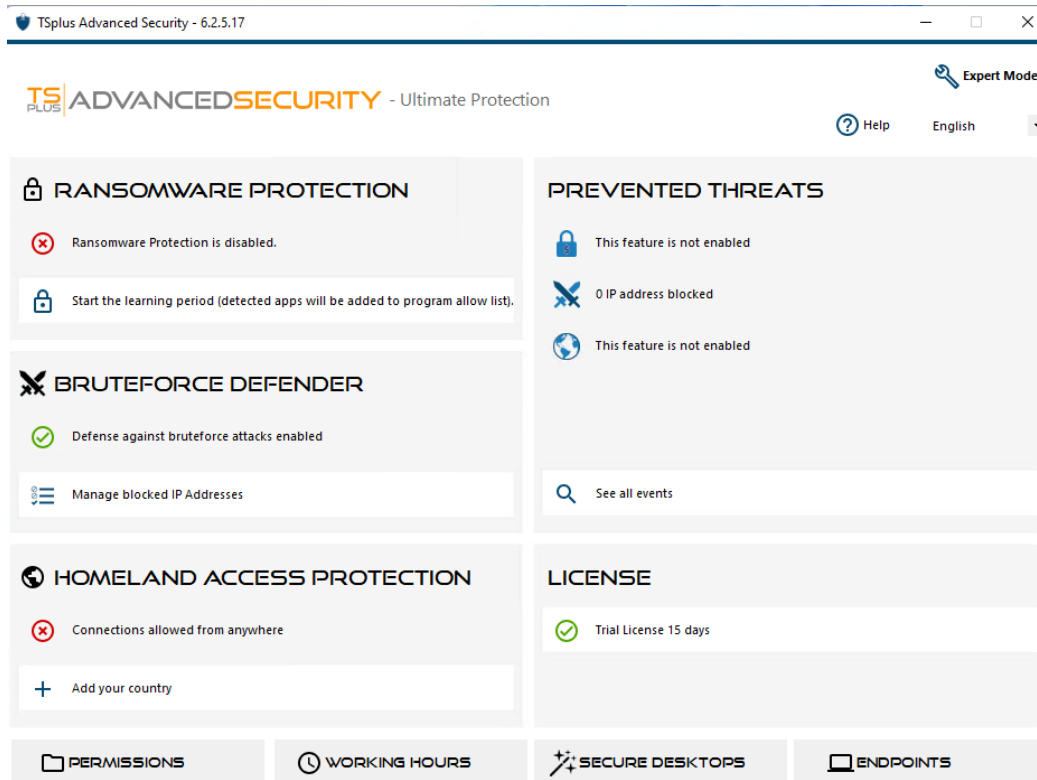 TSplus Advanced Security - 6.2.5.17
Expert Mode
TS PLUS ADVANCEDSECURITY - Ultimate Protection
Help
English
RANSOMWARE PROTECTION
Ransomware Protection is disabled.
Start the learning period (detected apps will be added to program allow list).
BRUTEFORCE DEFENDER
Defense against bruteforce attacks enabled
Manage blocked IP Addresses
HOMELAND ACCESS PROTECTION
Connections allowed from anywhere
Add your country
PREVENTED THREATS
This feature is not enabled
0 IP address blocked
This feature is not enabled
See all events
LICENSE
Trial License 15 days
PERMISSIONS
WORKING HOURS
SECURE DESKTOPS
ENDPOINTS